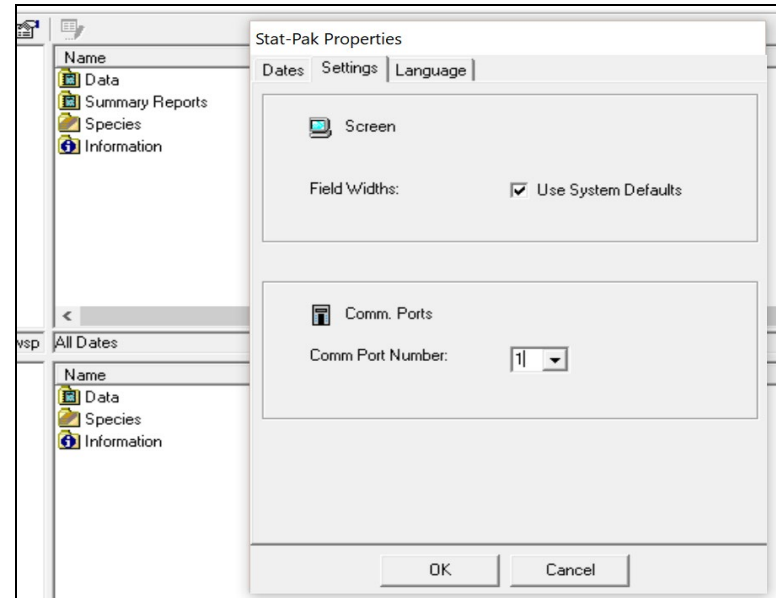 Name
Data
Summary Reports
Species
Information
All Dates
Name
Data
Species
Information
Stat-Pak Properties
Dates Settings Language
Screen
Field Widths: Use System Defaults
Comm. Ports
Comm Port Number: 1
OK Cancel